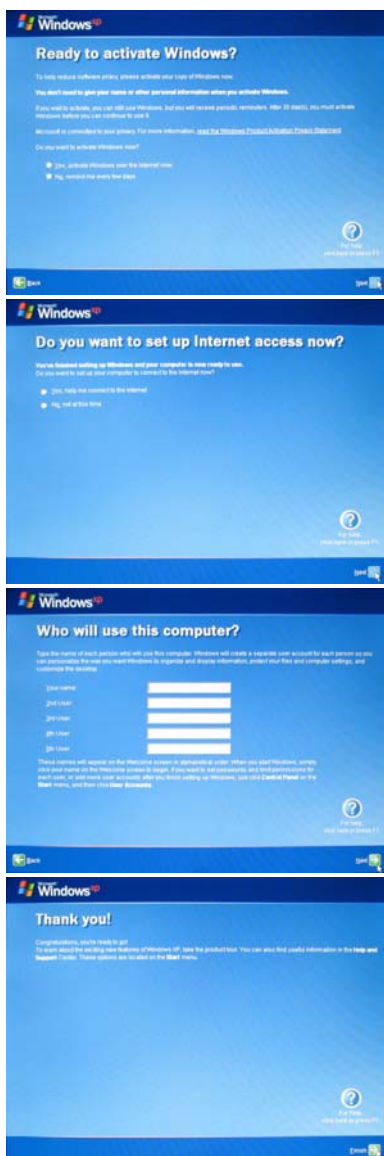 Microsoft
Windows xp
Ready to activate Windows?
To help reduce software piracy, please activate your copy of Windows now.
You don't need to give your name or other personal information when you activate Windows.
If you wait to activate, you can still use Windows, but you will receive periodic reminders. After 30 day(s), you must activate
Windows before you can continue to use it.
Microsoft is committed to your privacy. For more information, read the Windows Product Activation Privacy Statement
Do you want to activate Windows now?
Yes, activate Windows over the Internet now
No, remind me every few days
For help,
click here or press F1
Back
Next
Microsoft
Windows xp
Do you want to set up Internet access now?
You've finished setting up Windows and your computer is now ready to use.
Do you want to set up your computer to connect to the Internet now?
Yes, help me connect to the Internet
No, not at this time
For help,
click here or press F1
Next
Microsoft
Windows xp
Who will use this computer?
Type the name of each person who will use this computer. Windows will create a separate user account for each person so you
can personalize the way you want Windows to organize and display information, protect your files and computer settings, and
customize the desktop.
Your name:
2nd User:
3rd User:
4th User:
5th User:
These names will appear on the Welcome screen in alphabetical order. When you start Windows, simply
click your name on the Welcome screen to begin. If you want to set passwords and limit permissions for
each user, or add more user accounts after you finish setting up Windows, just click Control Panel on the
Start menu, and then click User Accounts.
For help,
click here or press F1
Back
Next
Microsoft
Windows xp
Thank you!
Congratulations, you're ready to go!
To learn about the exciting new features of Windows XP, take the product tour. You can also find useful information in the Help and
Support Center. These options are located on the Start menu.
For help,
click here or press F1
Finish